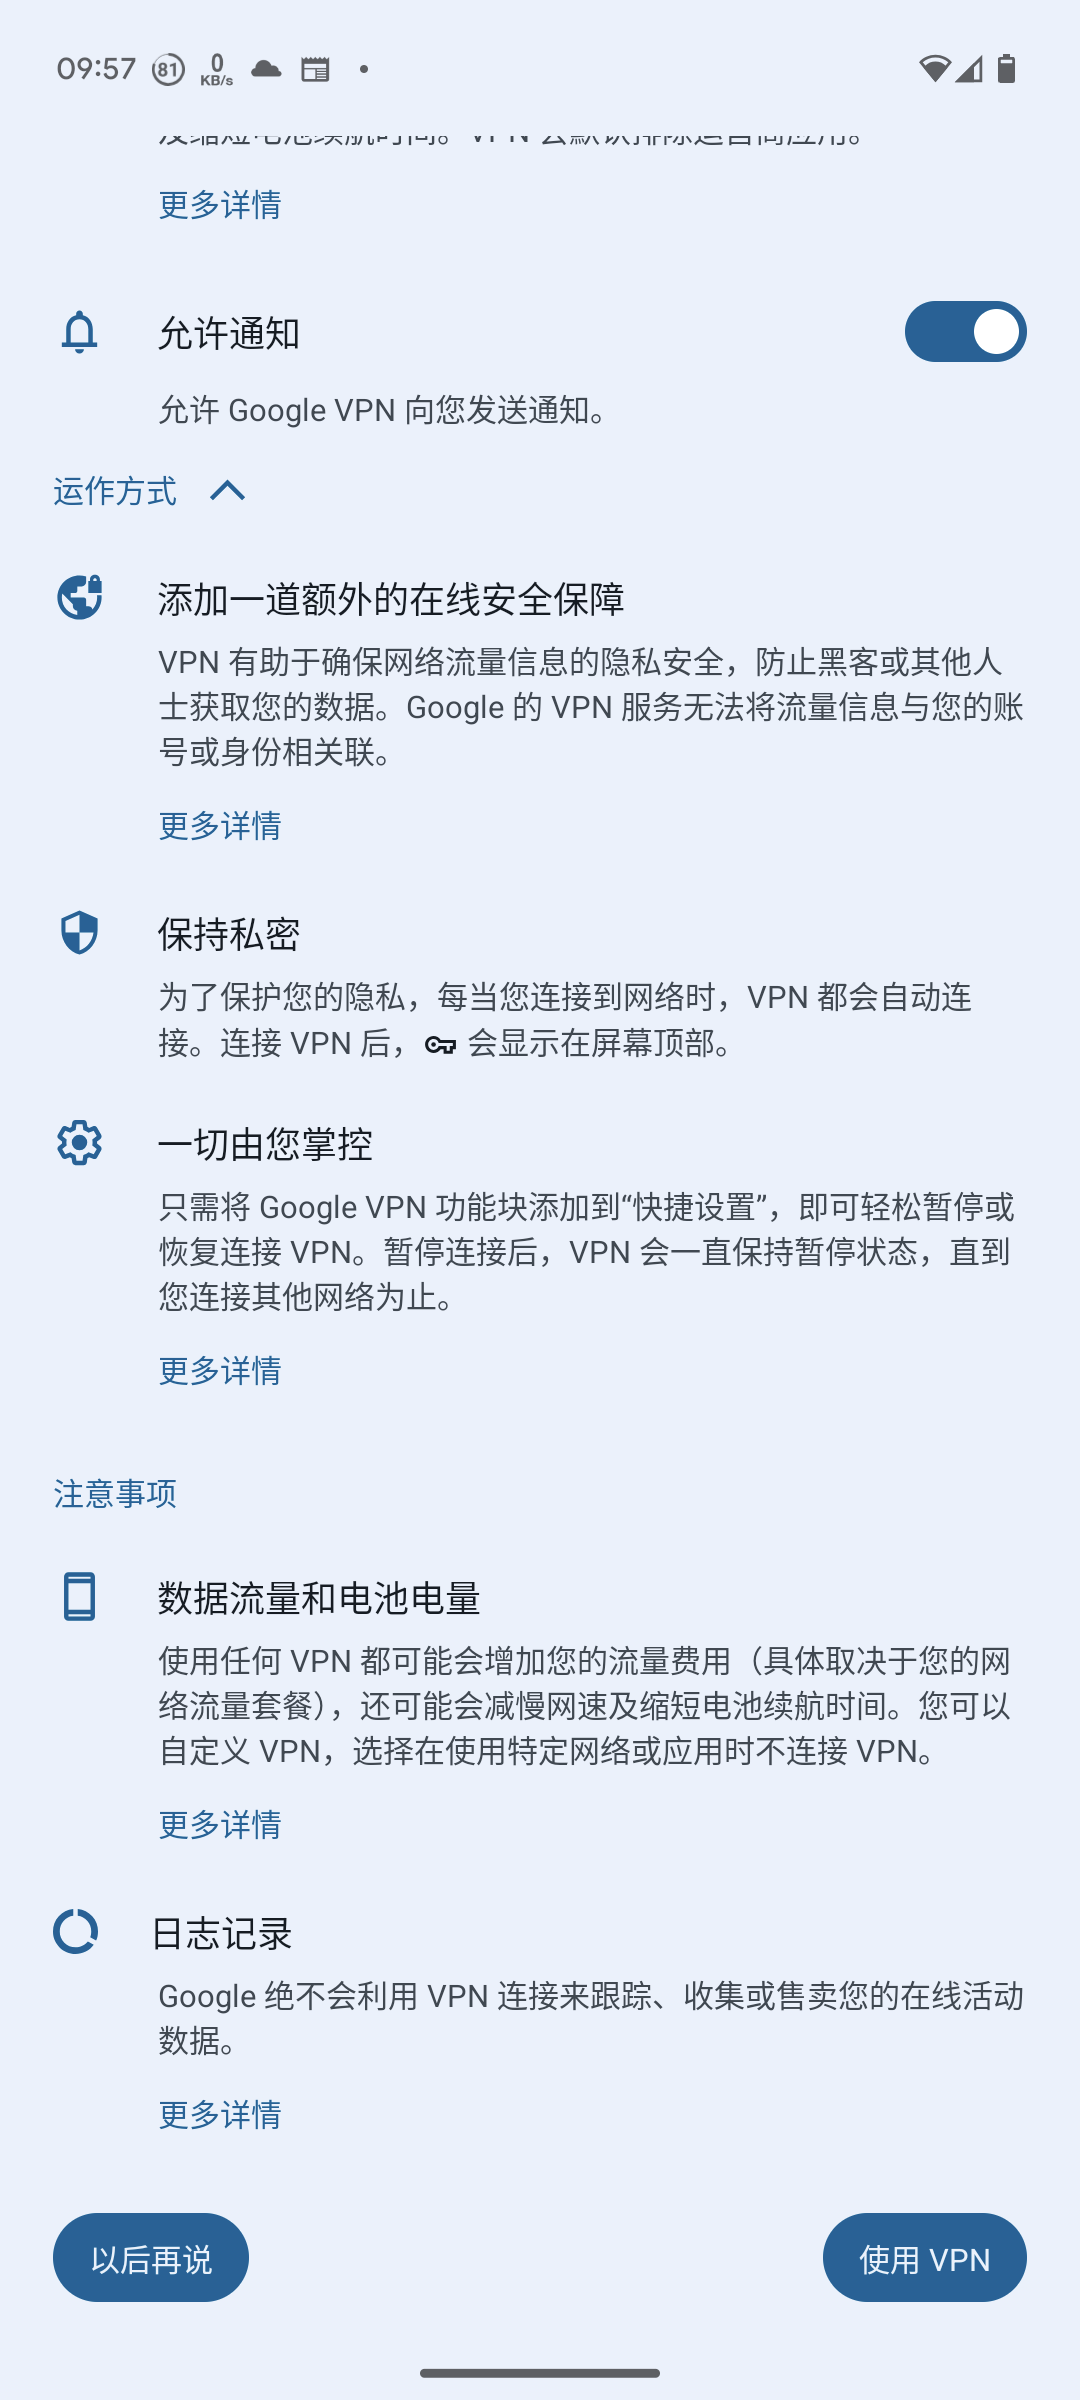 09:57
81
0
KB/s
更多详情
允许通知
允许 Google VPN 向您发送通知。
运作方式
添加一道额外的在线安全保障
VPN 有助于确保网络流量信息的隐私安全，防止黑客或其他人
士获取您的数据。Google 的 VPN 服务无法将流量信息与您的账
号或身份相关联。
更多详情
保持私密
为了保护您的隐私，每当您连接到网络时，VPN 都会自动连
接。连接 VPN 后， 会显示在屏幕顶部。
一切由您掌控
只需将 Google VPN 功能块添加到“快捷设置”，即可轻松暂停或
恢复连接 VPN。暂停连接后，VPN 会一直保持暂停状态，直到
您连接其他网络为止。
更多详情
注意事项
数据流量和电池电量
使用任何 VPN 都可能会增加您的流量费用（具体取决于您的网
络流量套餐），还可能会减慢网速及缩短电池续航时间。您可以
自定义 VPN，选择在使用特定网络或应用时不连接 VPN。
更多详情
日志记录
Google 绝不会利用 VPN 连接来跟踪、收集或售卖您的在线活动
数据。
更多详情
以后再说
使用 VPN